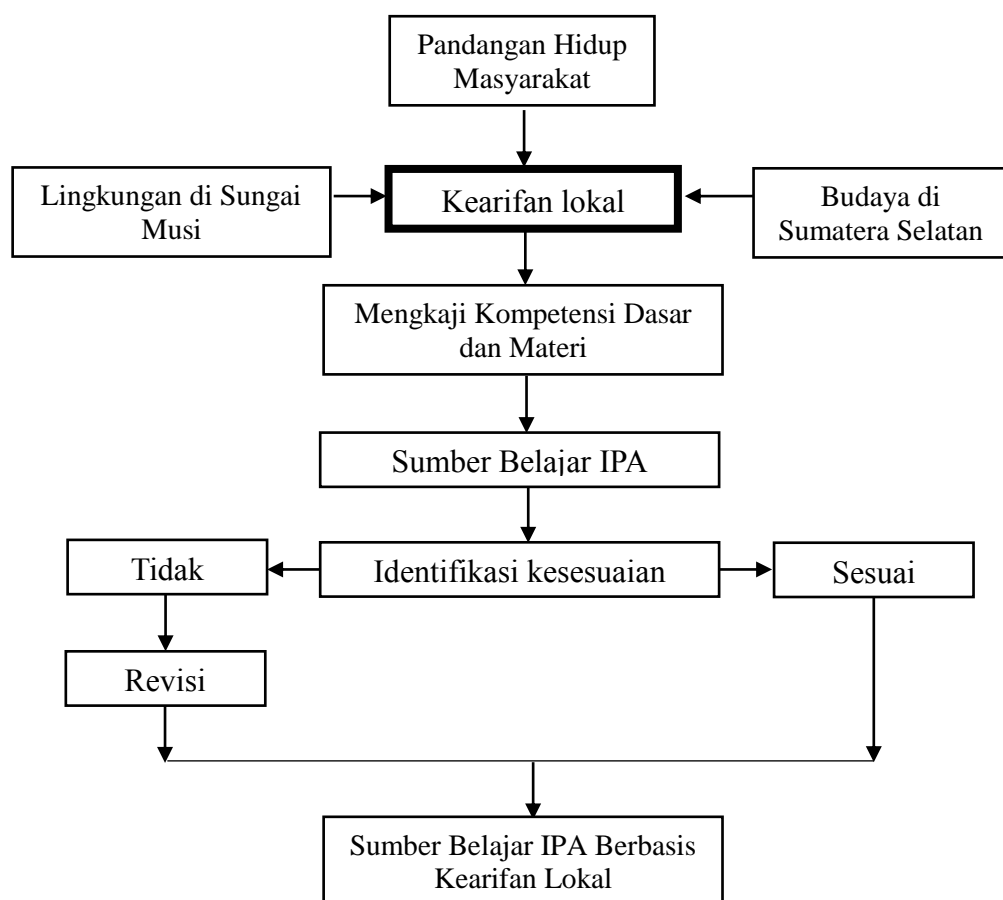 Pandangan Hidup
Masyarakat
Lingkungan di Sungai
Musi
Kearifan lokal
Budaya di
Sumatera Selatan
Mengkaji Kompetensi Dasar
dan Materi
Sumber Belajar IPA
Tidak
Identifikasi kesesuaian
Sesuai
Revisi
Sumber Belajar IPA Berbasis
Kearifan Lokal